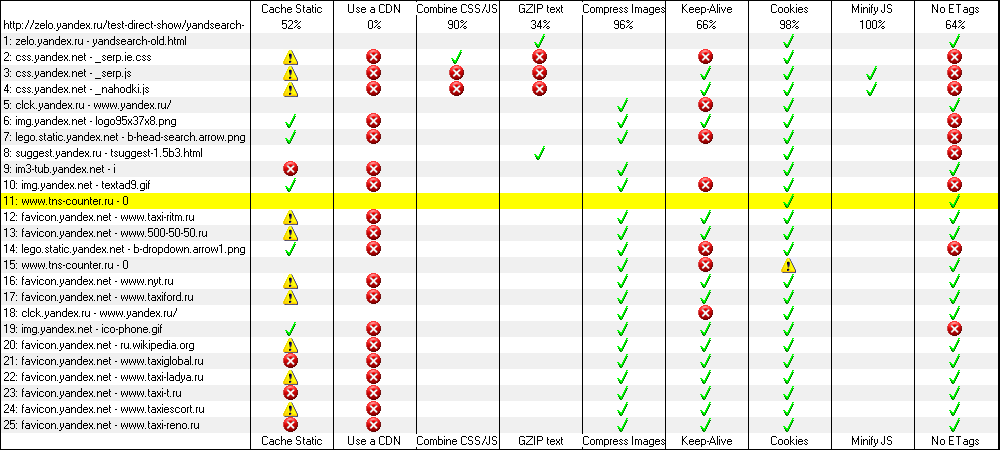 Cache Static Use a CDN Combine CSS/JS GZIP text Compress Images Keep-Alive Cookies Minify JS No ETags
http://zelo.yandex.ru/test-direct-show/yandsearch- 52% 0% 90% 34% 96% 66% 98% 100% 64%
1: zelo.yandex.ru - yandsearch-old.html
2: css.yandex.net - _serp.ie.css
3: css.yandex.net - _serp.js
4: css.yandex.net - _nahodki.js
5: clck.yandex.ru - www.yandex.ru/
6: img.yandex.net - logo95x37x8.png
7: lego.static.yandex.net - b-head-search.arrow.png
8: suggest.yandex.ru - tsuggest-1.5b3.html
9: im3-tub.yandex.net - i
10: img.yandex.net - textad9.gif
11: www.tns-counter.ru - 0
12: favicon.yandex.net - www.taxi-ritm.ru
13: favicon.yandex.net - www.500-50-50.ru
14: lego.static.yandex.net - b-dropdown.arrow1.png
15: www.tns-counter.ru - 0
16: favicon.yandex.net - www.nyt.ru
17: favicon.yandex.net - www.taxiford.ru
18: clck.yandex.ru - www.yandex.ru/
19: img.yandex.net - ico-phone.gif
20: favicon.yandex.net - ru.wikipedia.org
21: favicon.yandex.net - www.taxiglobal.ru
22: favicon.yandex.net - www.taxi-ladya.ru
23: favicon.yandex.net - www.taxi-t.ru
24: favicon.yandex.net - www.taxiescort.ru
25: favicon.yandex.net - www.taxi-reno.ru
Cache Static Use a CDN Combine CSS/JS GZIP text Compress Images Keep-Alive Cookies Minify JS No ETags